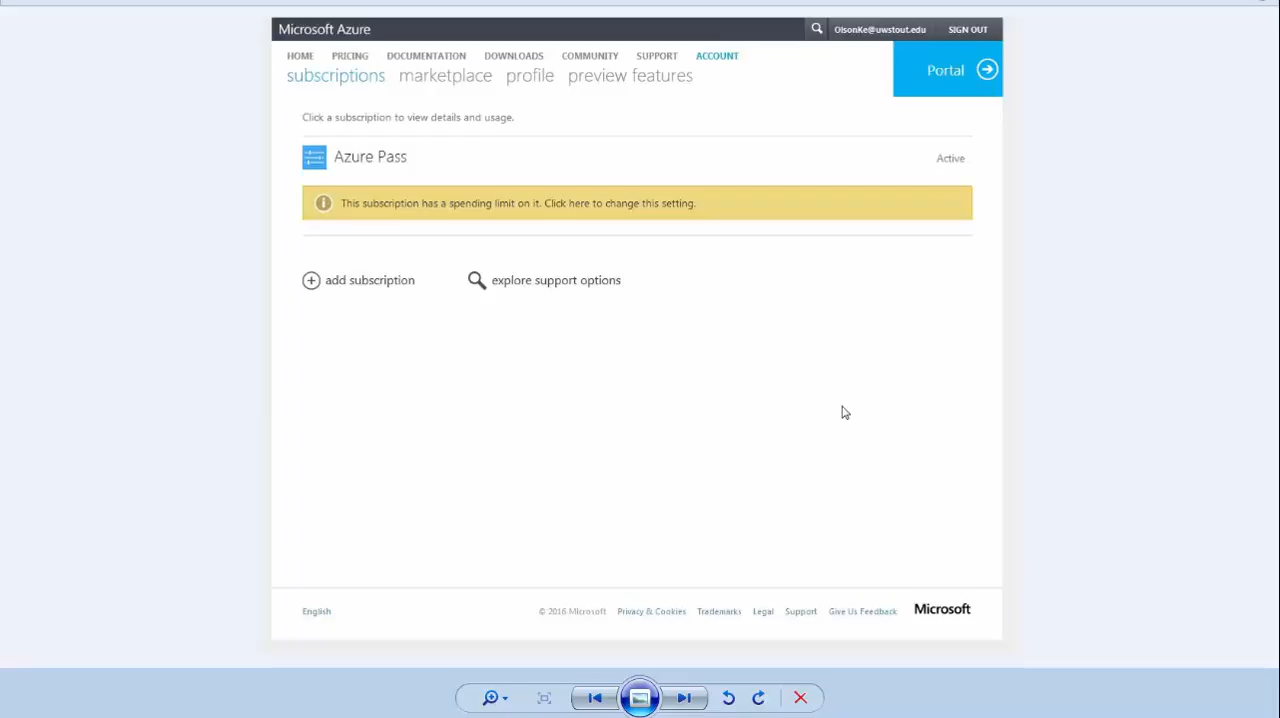 Microsoft Azure
OlsonKe@uwstout.edu SIGN OUT
HOME PRICING DOCUMENTATION DOWNLOADS COMMUNITY SUPPORT ACCOUNT
subscriptions marketplace profile preview features
Portal
Click a subscription to view details and usage.
Azure Pass
Active
This subscription has a spending limit on it. Click here to change this setting.
add subscription explore support options
English © 2016 Microsoft Privacy & Cookies Trademarks Legal Support Give Us Feedback Microsoft